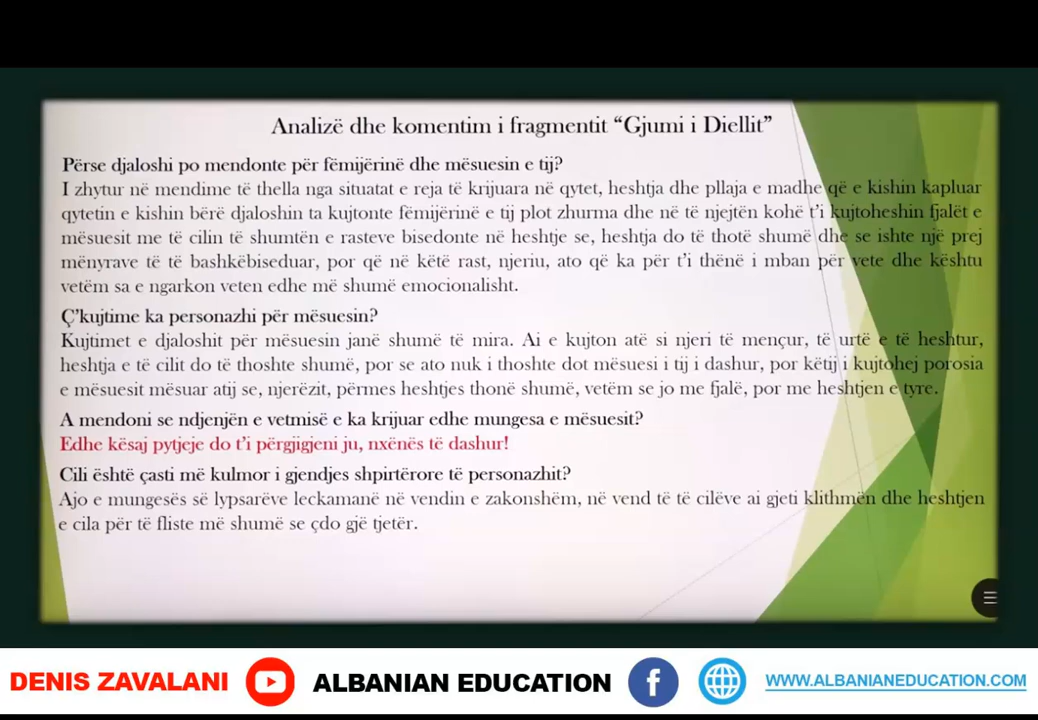 Analizë dhe komentim i fragmentit “Gjumi i Diellit”
Përse djaloshi po mendonte për fëmijërinë dhe mësuesin e tij?
I zhytur në mendime të thella nga situatat e reja të krijuara në qytet, heshtja dhe pllaja e madhe që e kishin kapluar
qytetin e kishin bërë djaloshin ta kujtonte fëmijërinë e tij plot zhurma dhe në të njejtën kohë t’i kujtoheshin fjalët e
mësuesit me të cilin të shumtën e rasteve bisedonte në heshtje se, heshtja do të thotë shumë dhe se ishte një prej
mënyrave të të bashkëbiseduar, por që në këtë rast, njeriu, ato që ka për t’i thënë i mban për vete dhe kështu
vetëm sa e ngarkon veten edhe më shumë emocionalisht.
Ç’kujtime ka personazhi për mësuesin?
Kujtimet e djaloshit për mësuesin janë shumë të mira. Ai e kujton atë si njeri të mençur, të urtë e të heshtur,
heshtja e të cilit do të thoshte shumë, por se ato nuk i thoshte dot mësuesi i tij i dashur, por këtij i kujtohej porosia
e mësuesit mësuar atij se, njerëzit, përmes heshtjes thonë shumë, vetëm se jo me fjalë, por me heshtjen e tyre.
A mendoni se ndjenjën e vetmisë e ka krijuar edhe mungesa e mësuesit?
Edhe kësaj pytjeje do t’i përgjigjeni ju, nxënës të dashur!
Cili është çasti më kulmor i gjendjes shpirtërore të personazhit?
Ajo e mungesës së lypsarëve leckamanë në vendin e zakonshëm, në vend të të cilëve ai gjeti klithmën dhe heshtjen
e cila për të fliste më shumë se çdo gjë tjetër.
DENIS ZAVALANI ALBANIAN EDUCATION f WWW.ALBANIANEDUCATION.COM